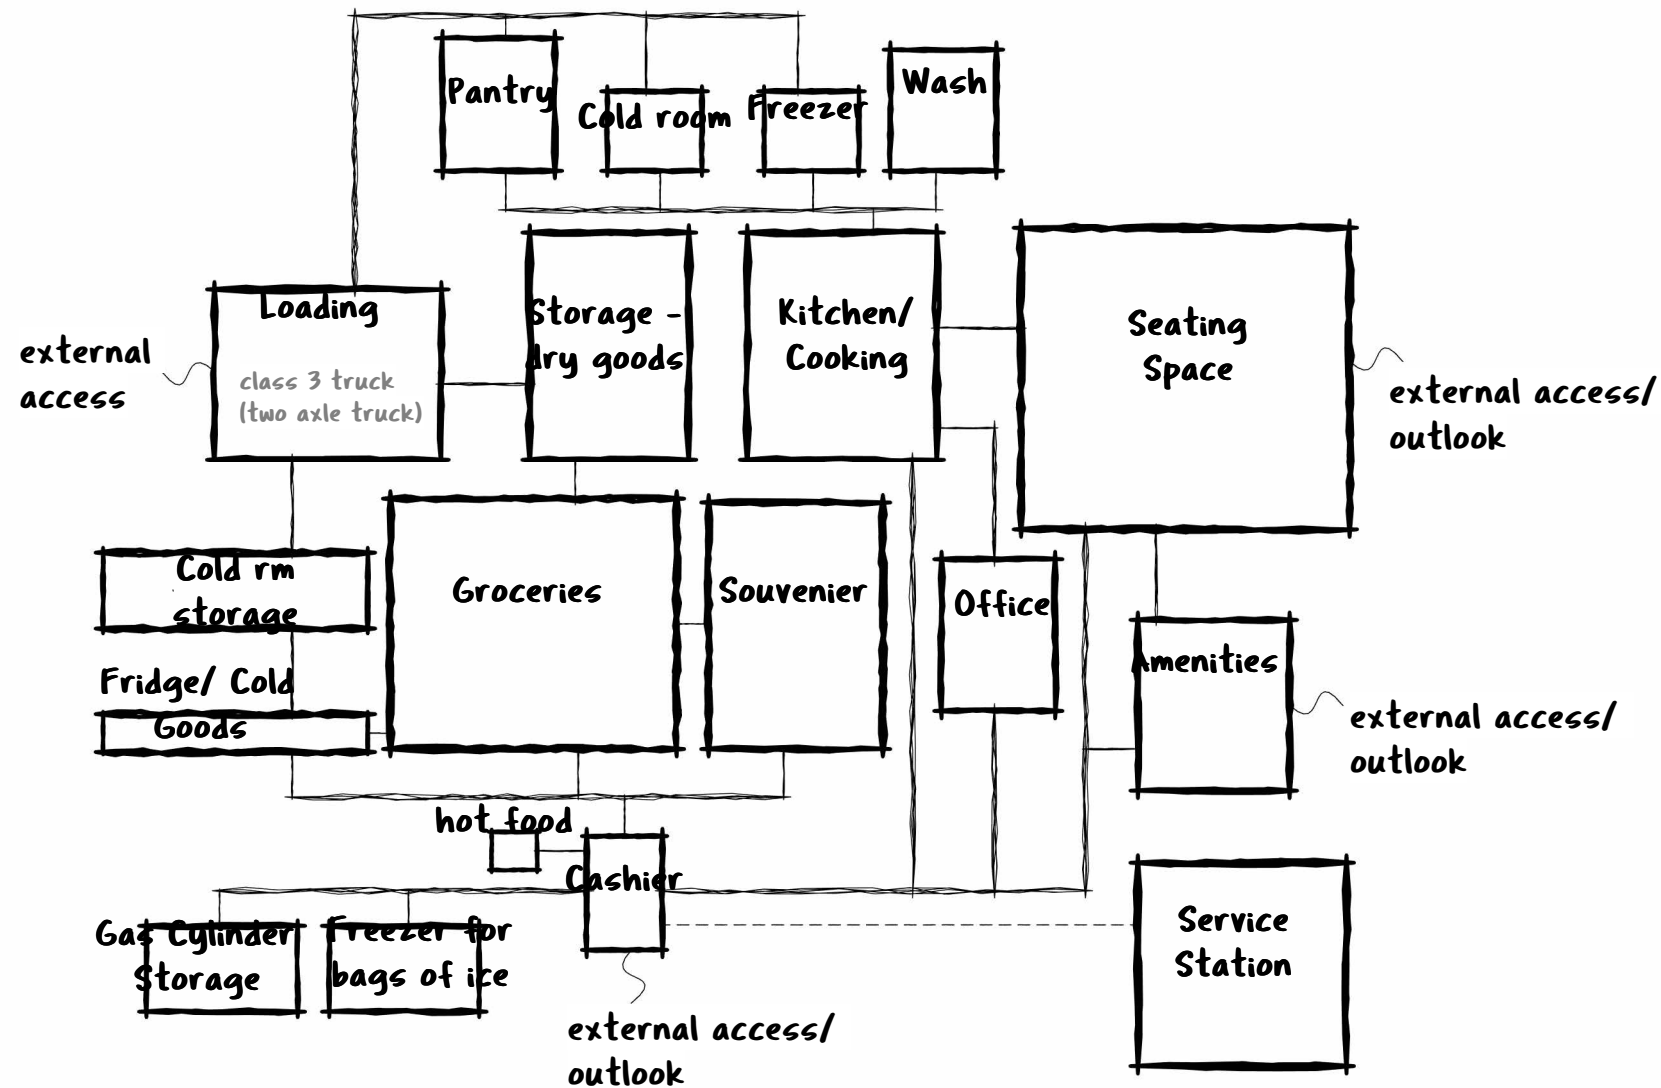 Pantry
Cold room
Freezer
Wash
Loading
class 3 truck
(two axle truck)
external
access
Storage -
dry goods
Kitchen/
Cooking
Seating
Space
external access/
outlook
Cold rm
storage
Groceries
Souvenier
Office
Amenities
external access/
outlook
Fridge/ Cold
Goods
hot food
Cashier
Gas Cylinder
Storage
Freezer for
bags of ice
Service
Station
external access/
outlook